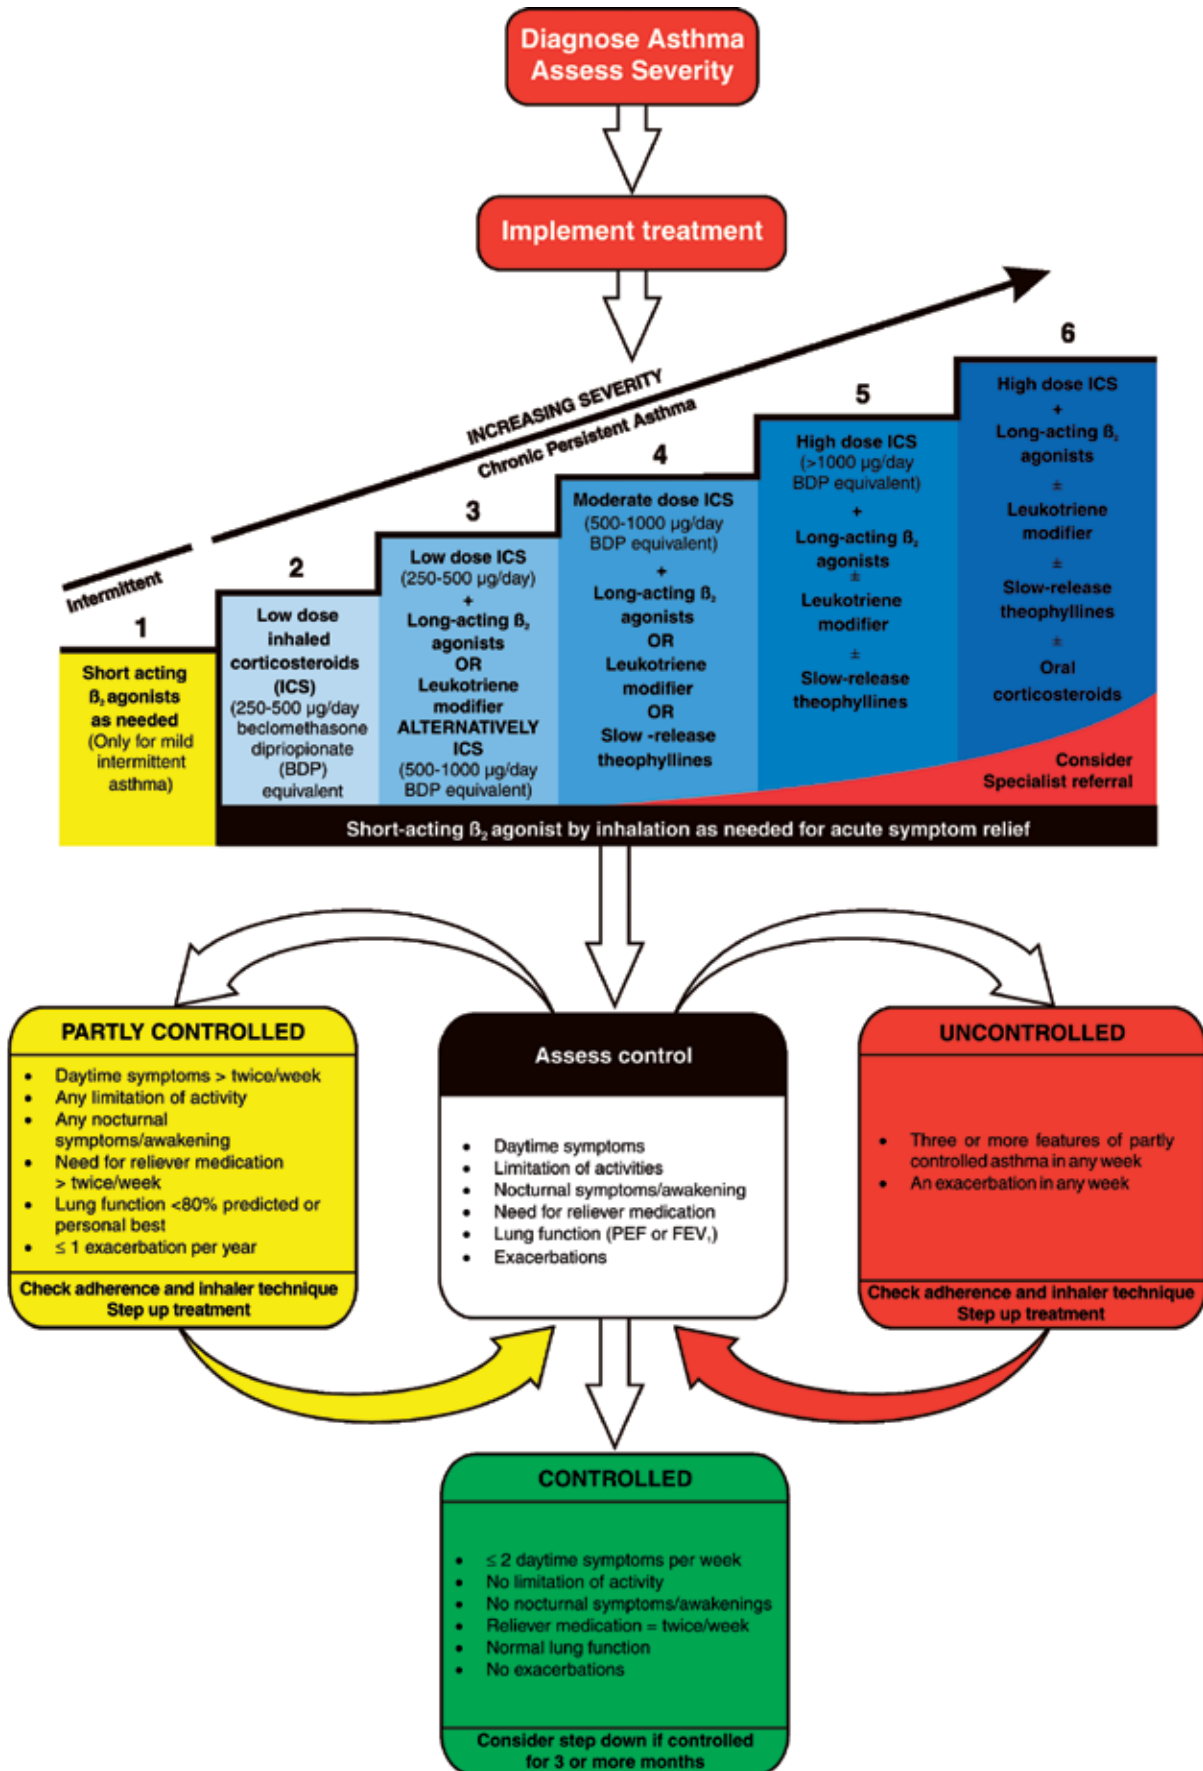 Diagnose Asthma
Assess Severity
Implement treatment
INCREASING SEVERITY
Chronic Persistent Asthma
Intermittent
1
Short acting
ß₂ agonists
as needed
(Only for mild
intermittent
asthma)
2
Low dose
inhaled
corticosteroids
(ICS)
(250-500 µg/day
beclomethasone
dipriopionate
(BDP)
equivalent
3
Low dose ICS
(250-500 µg/day)
+
Long-acting ß₂
agonists
OR
Leukotriene
modifier
ALTERNATIVELY
ICS
(500-1000 µg/day
BDP equivalent)
4
Moderate dose ICS
(500-1000 µg/day
BDP equivalent)
+
Long-acting ß₂
agonists
OR
Leukotriene
modifier
OR
Slow -release
theophyllines
5
High dose ICS
(>1000 µg/day
BDP equivalent)
+
Long-acting ß₂
agonists
±
Leukotriene
modifier
±
Slow-release
theophyllines
6
High dose ICS
+
Long-acting ß₂
agonists
±
Leukotriene
modifier
±
Slow-release
theophyllines
±
Oral
corticosteroids
Consider
Specialist referral
Short-acting ß₂ agonist by inhalation as needed for acute symptom relief
PARTLY CONTROLLED
• Daytime symptoms > twice/week
• Any limitation of activity
• Any nocturnal
symptoms/awakening
• Need for reliever medication
> twice/week
• Lung function <80% predicted or
personal best
• ≤ 1 exacerbation per year
Check adherence and inhaler technique
Step up treatment
Assess control
• Daytime symptoms
• Limitation of activities
• Nocturnal symptoms/awakening
• Need for reliever medication
• Lung function (PEF or FEV₁)
• Exacerbations
UNCONTROLLED
• Three or more features of partly
controlled asthma in any week
• An exacerbation in any week
Check adherence and inhaler technique
Step up treatment
CONTROLLED
• ≤ 2 daytime symptoms per week
• No limitation of activity
• No nocturnal symptoms/awakenings
• Reliever medication = twice/week
• Normal lung function
• No exacerbations
Consider step down if controlled
for 3 or more months